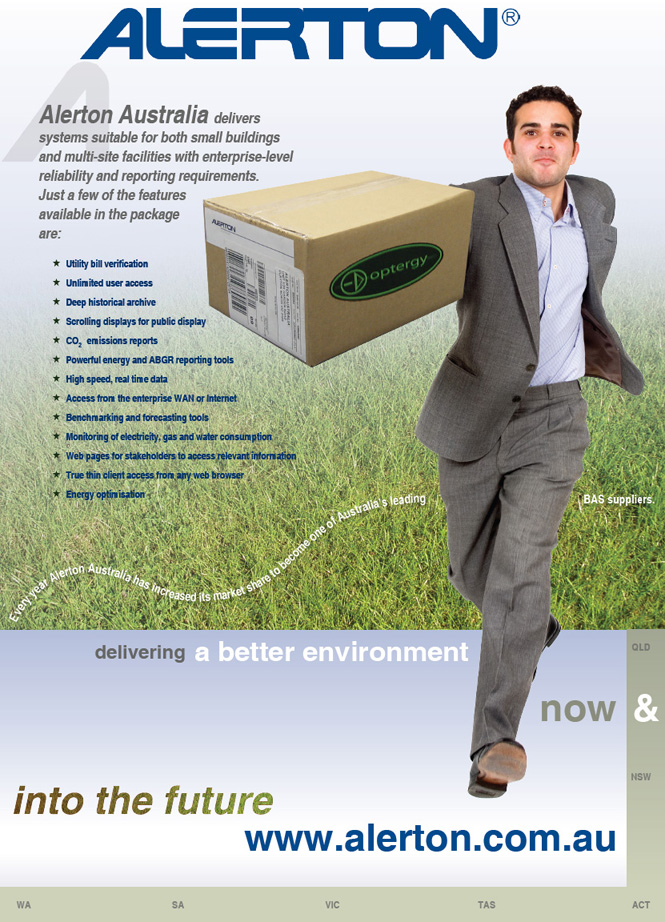 ALERTON®
Alerton Australia delivers
systems suitable for both small buildings
and multi-site facilities with enterprise-level
reliability and reporting requirements.
Just a few of the features
available in the package
are:
★ Utility bill verification
★ Unlimited user access
★ Deep historical archive
★ Scrolling displays for public display
★ CO2 emissions reports
★ Powerful energy and ABGR reporting tools
★ High speed, real time data
★ Access from the enterprise WAN or Internet
★ Benchmarking and forecasting tools
★ Monitoring of electricity, gas and water consumption
★ Web pages for stakeholders to access relevant information
★ True thin client access from any web browser
★ Energy optimisation
ALERTON
optergy
Every year Alerton Australia has increased its market share to become one of Australia's leading BAS suppliers.
delivering a better environment
now &
into the future
www.alerton.com.au
QLD
NSW
WA SA VIC TAS ACT